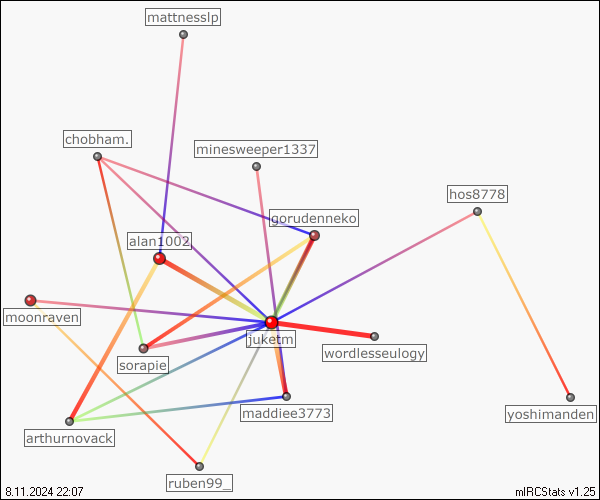 mattnesslp
chobham.
minesweeper1337
hos8778
gorudenneko
alan1002
moonraven
juketm
wordlesseulogy
sorapie
maddiee3773
yoshimanden
arthurnovack
ruben99_
8.11.2024 22:07
mIRCStats v1.25